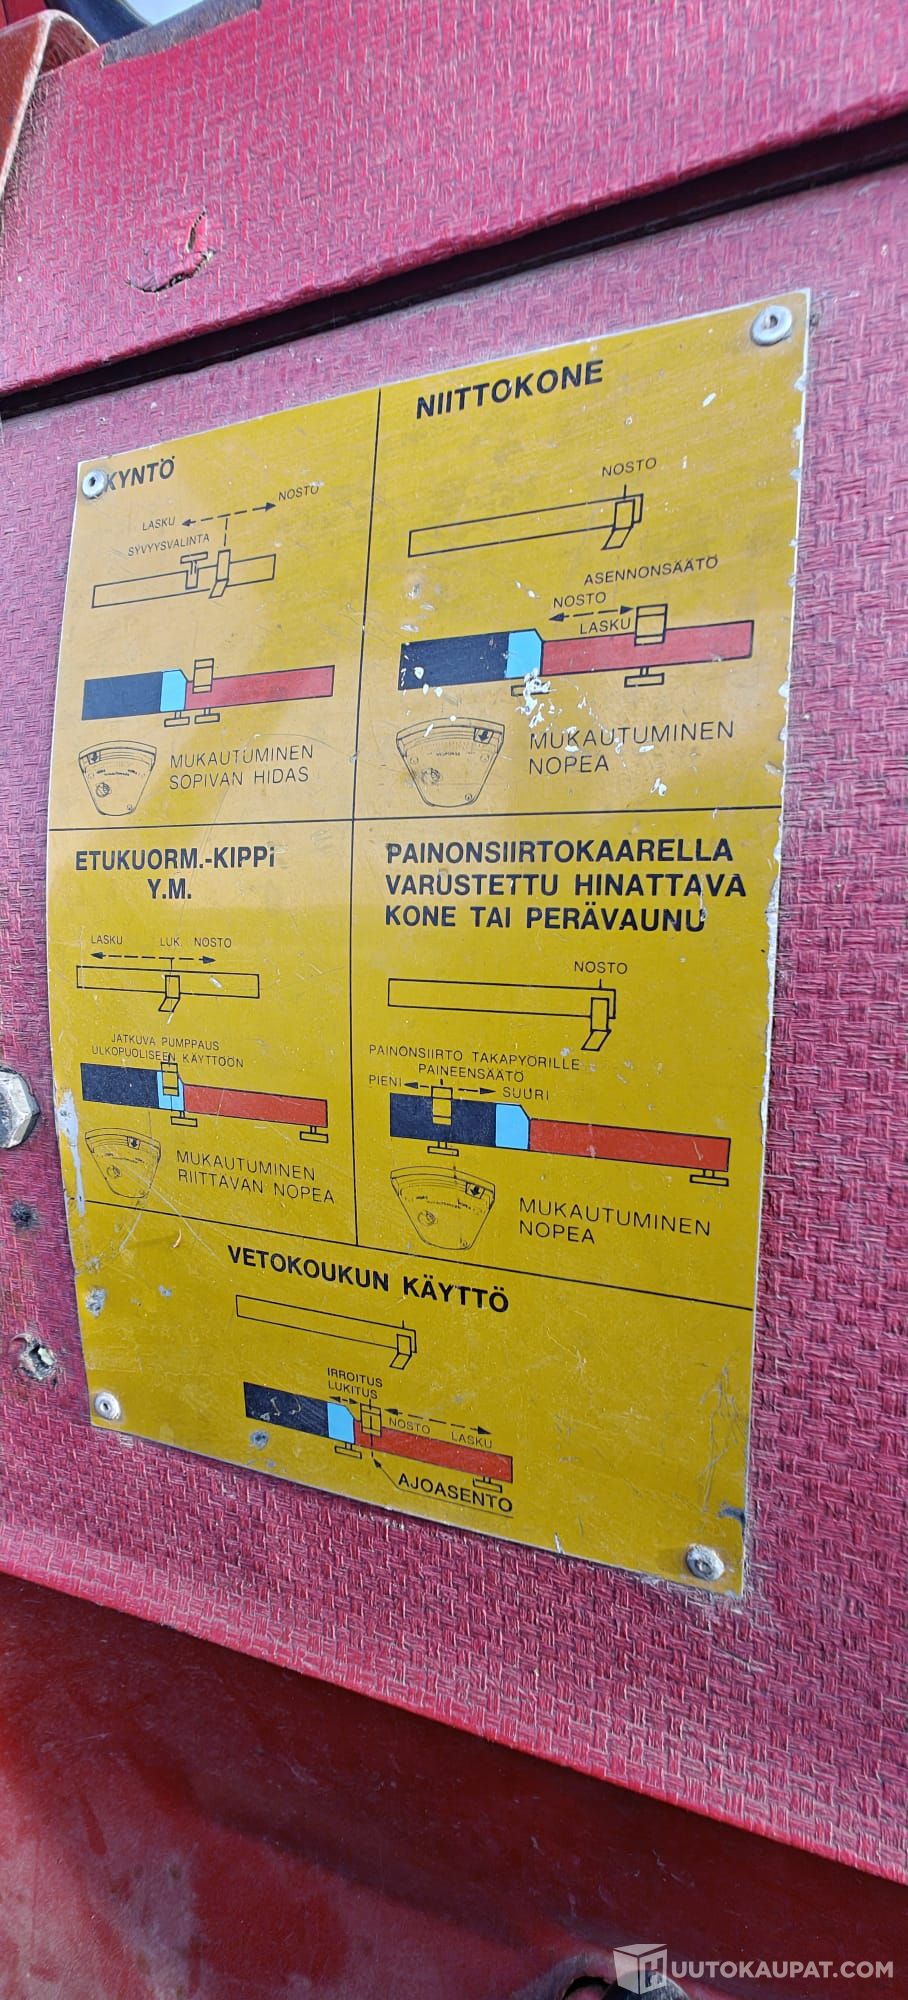 KYNTÖ
LASKU
NOSTO
SYVYYSVALINTA
MUKAUTUMINEN
SOPIVAN HIDAS
NIITTOKONE
NOSTO
ASENNONSÄÄTÖ
NOSTO
LASKU
MUKAUTUMINEN
NOPEA
ETUKUORM.-KIPPi
Y.M.
LASKU LUK NOSTO
JATKUVA PUMPPAUS
ULKOPUOLISEEN KÄYTTÖÖN
MUKAUTUMINEN
RIITTÄVÄN NOPEA
PAINONSIIRTOKAARELLA
VARUSTETTU HINATTAVA
KONE TAI PERÄVAUNU
NOSTO
PAINONSIIRTO TAKAPYÖRILLE
PAINEENSÄÄTÖ
PIENI SUURI
MUKAUTUMINEN
NOPEA
VETOKOUKUN KÄYTTÖ
IRROITUS
LUKITUS
NOSTO LASKU
AJOASENTO
HUUTOKAUPAT.COM